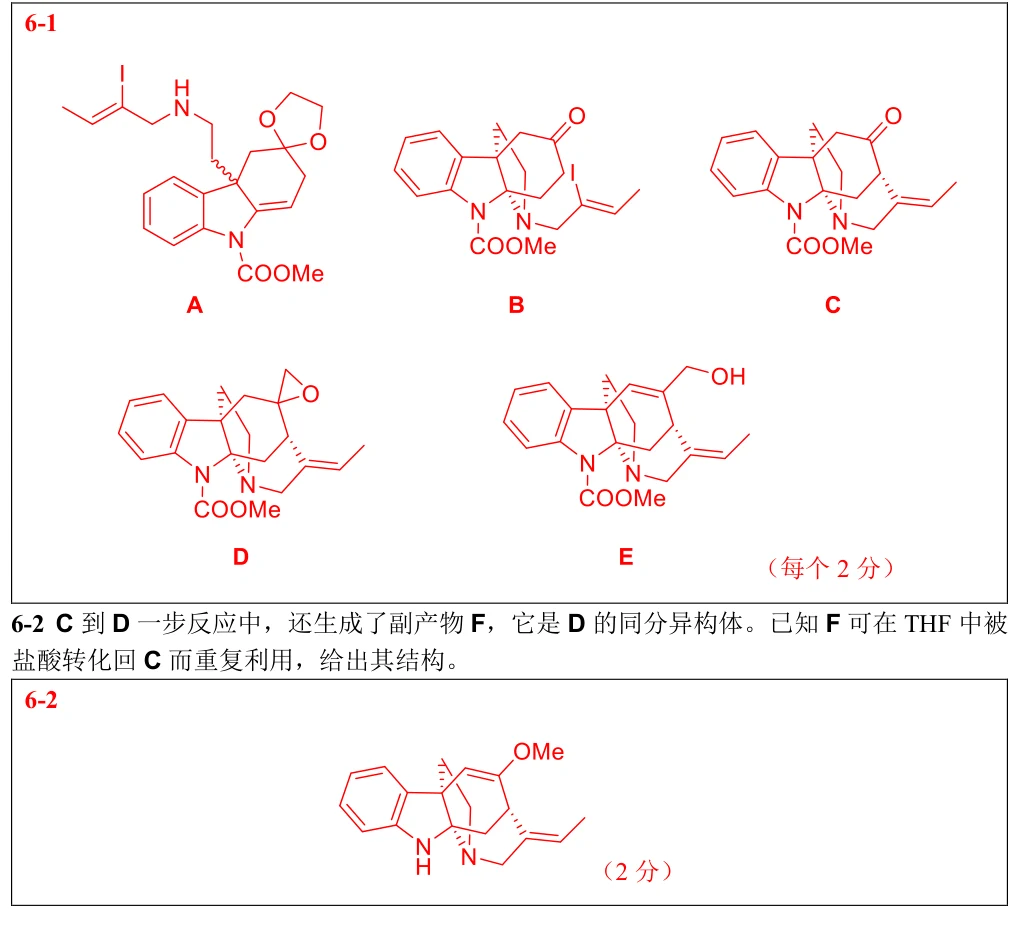 6-1
I
H
N
O
O
N
COOMe
A
O
I
N
N
COOMe
B
O
N
N
COOMe
C
O
N
N
COOMe
D
OH
N
N
COOMe
E
（每个 2 分）
6-2 C 到 D 一步反应中，还生成了副产物 F，它是 D 的同分异构体。已知 F 可在 THF 中被
盐酸转化回 C 而重复利用，给出其结构。
6-2
OMe
N
H
N
（2 分）